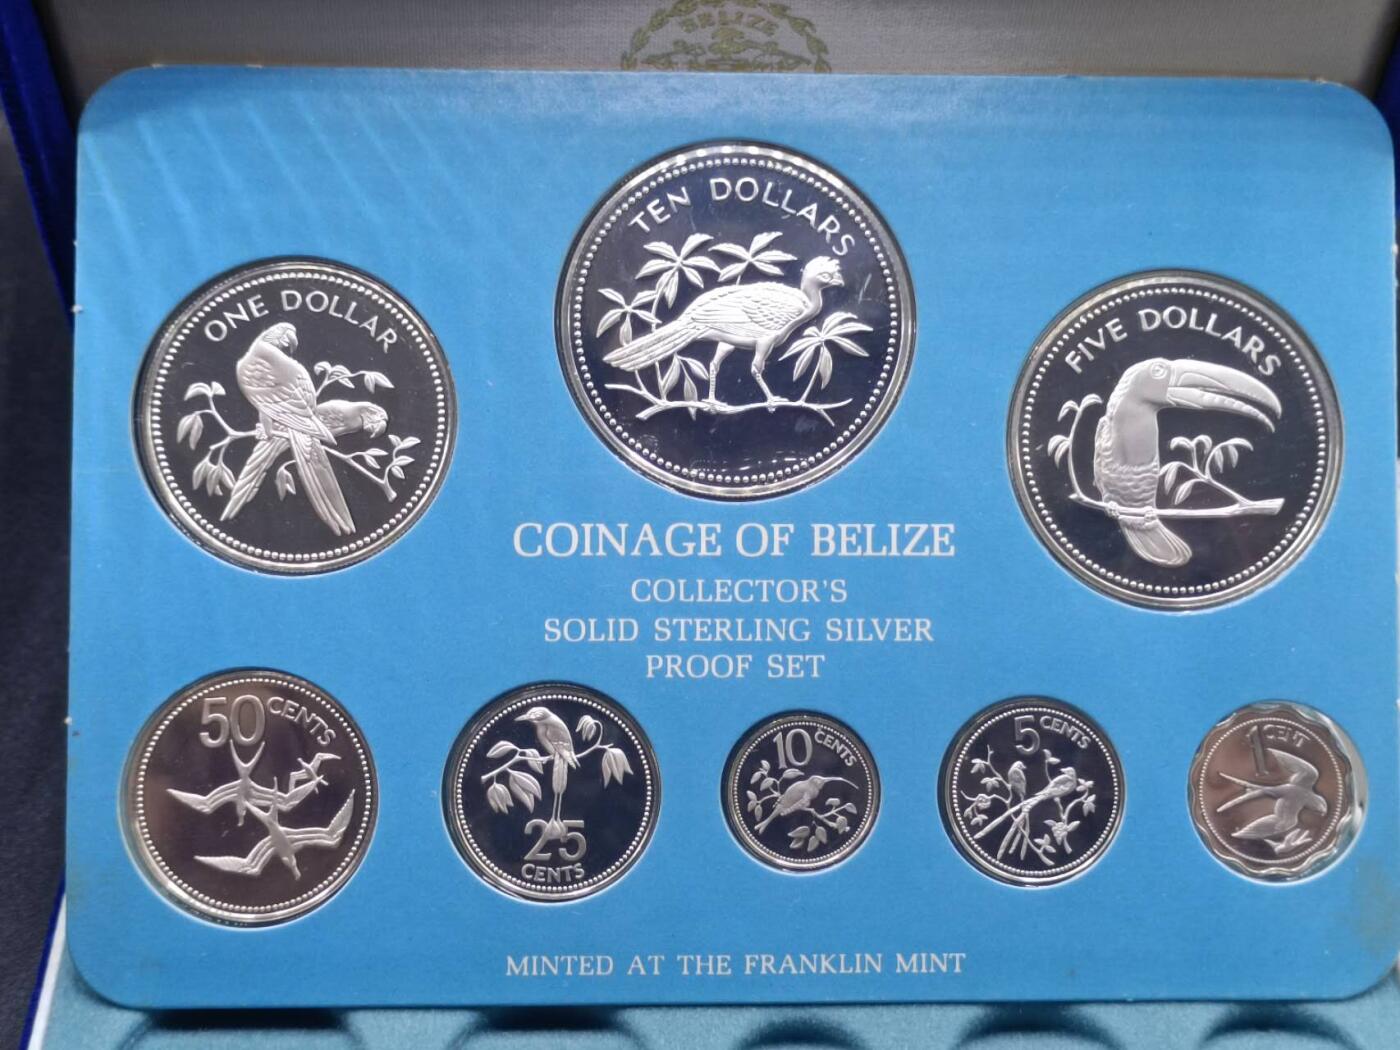 BELIZE
TEN DOLLARS
ONE DOLLAR
FIVE DOLLARS
COINAGE OF BELIZE
COLLECTOR'S
SOLID STERLING SILVER
PROOF SET
50 CENTS
25
CENTS
10 CENTS
5 CENTS
1 CENT
MINTED AT THE FRANKLIN MINT